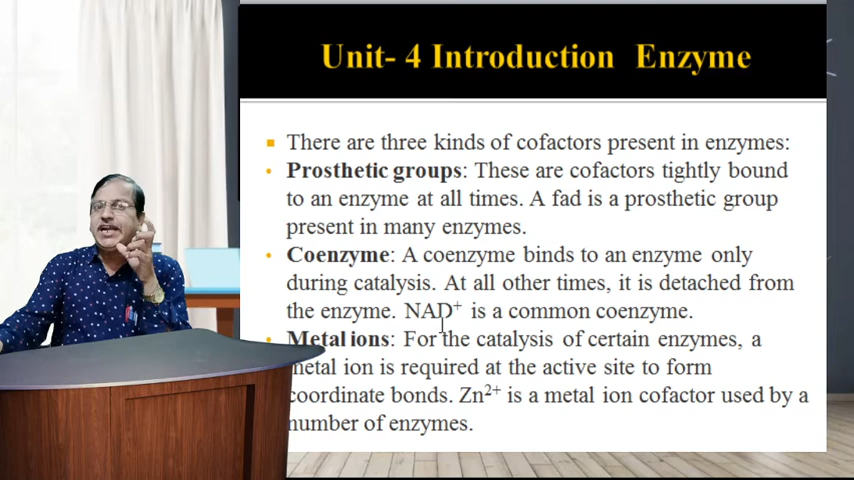 Unit- 4 Introduction Enzyme
There are three kinds of cofactors present in enzymes:
Prosthetic groups: These are cofactors tightly bound
to an enzyme at all times. A fad is a prosthetic group
present in many enzymes.
Coenzyme: A coenzyme binds to an enzyme only
during catalysis. At all other times, it is detached from
the enzyme. NAD⁺ is a common coenzyme.
Metal ions: For the catalysis of certain enzymes, a
metal ion is required at the active site to form
coordinate bonds. Zn²⁺ is a metal ion cofactor used by a
number of enzymes.